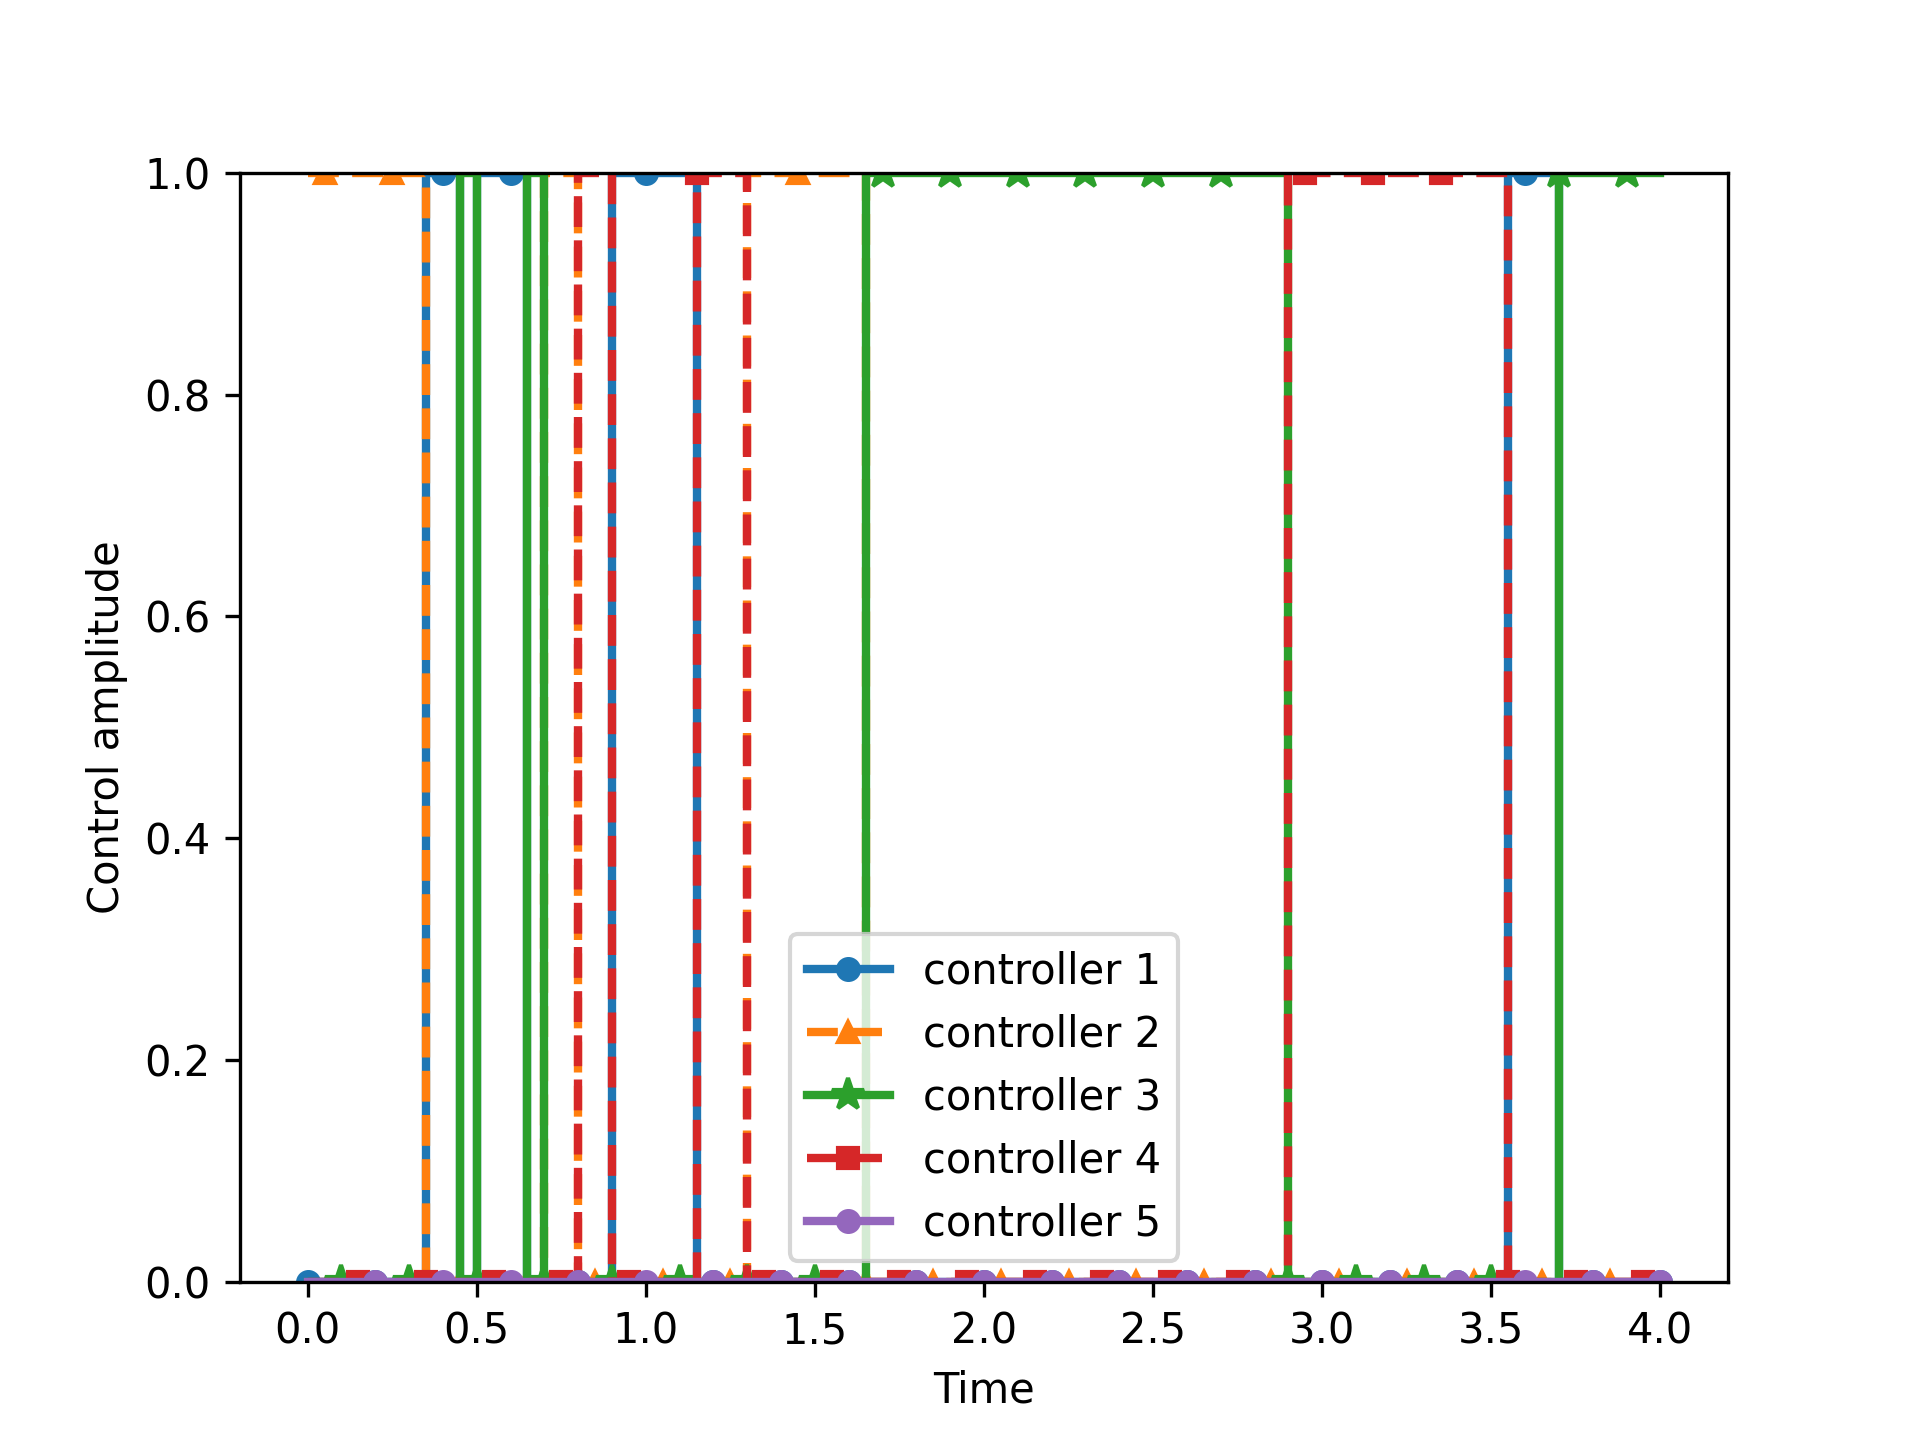 1.0
0.8
0.6
0.4
0.2
0.0
Control amplitude
controller 1
controller 2
controller 3
controller 4
controller 5
0.0 0.5 1.0 1.5 2.0 2.5 3.0 3.5 4.0
Time